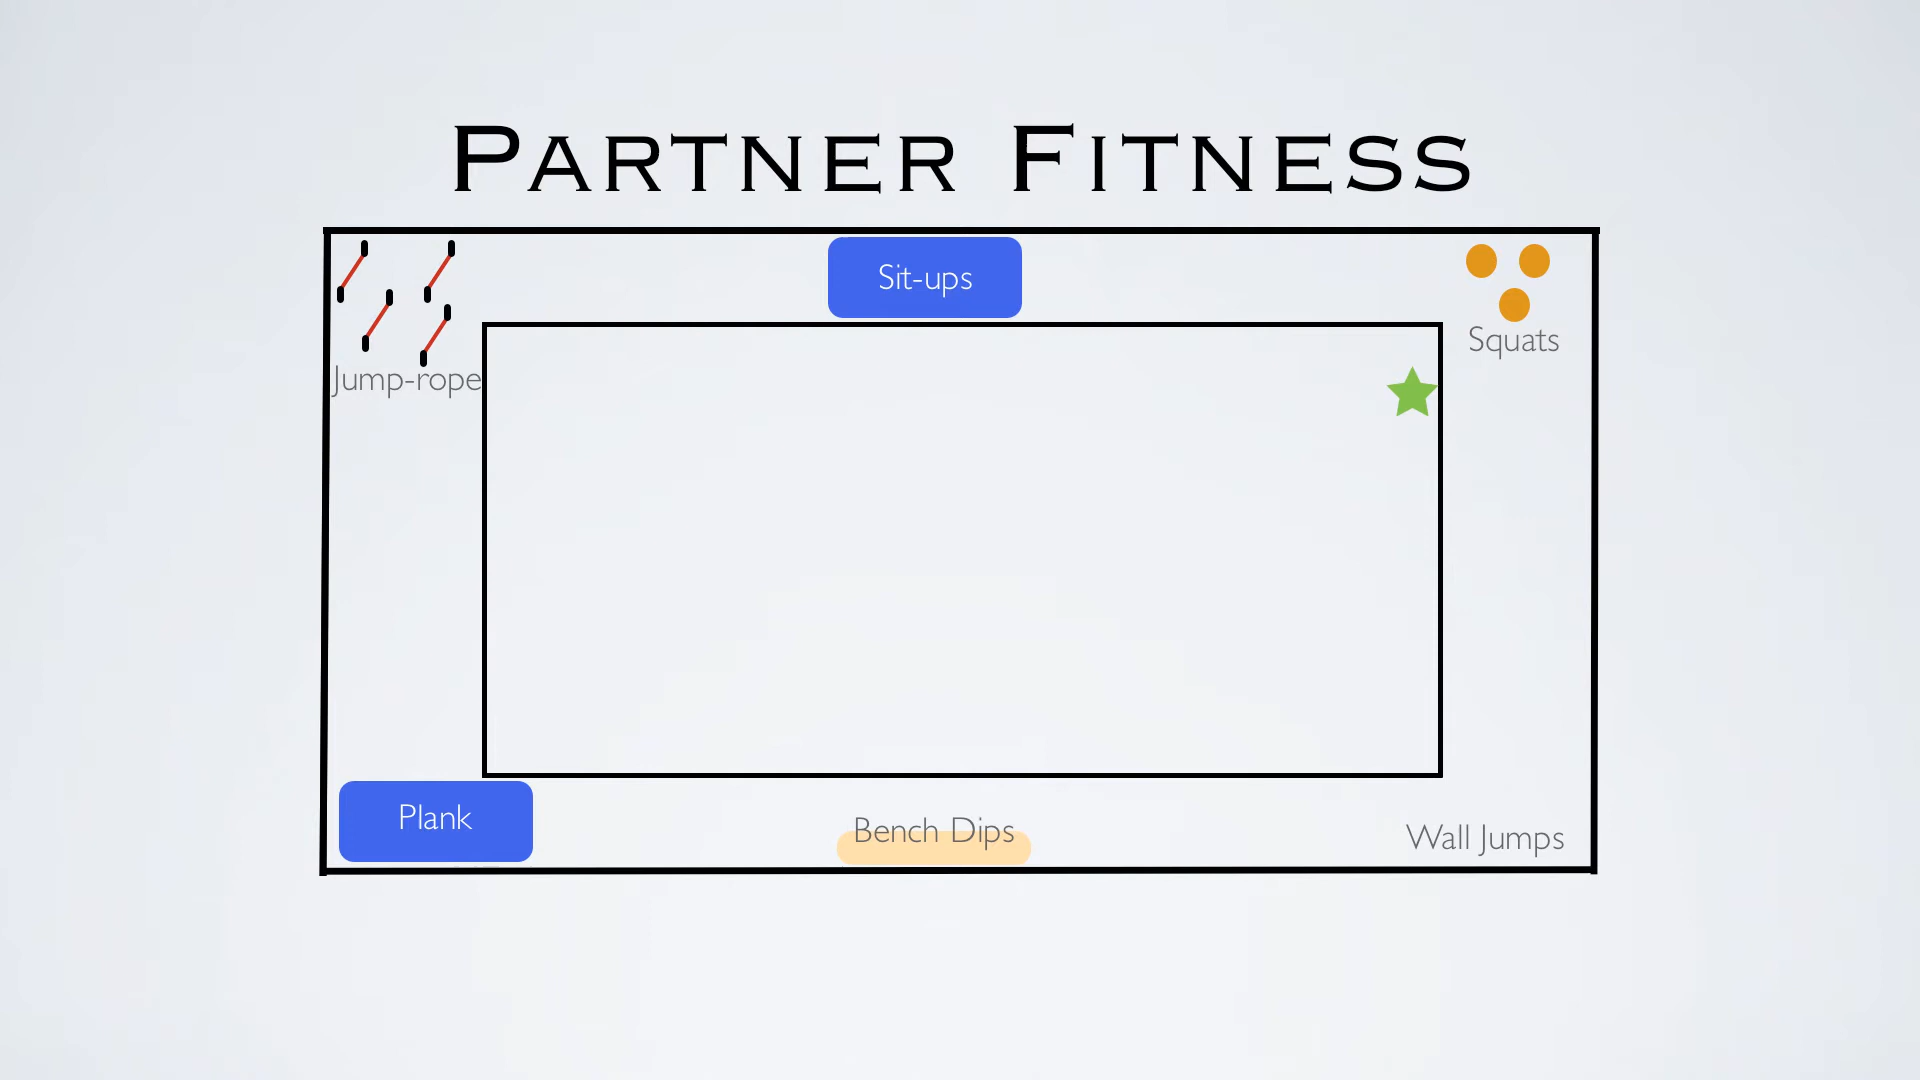 PARTNER FITNESS
Sit-ups
Squats
Jump-rope
Plank
Bench Dips
Wall Jumps